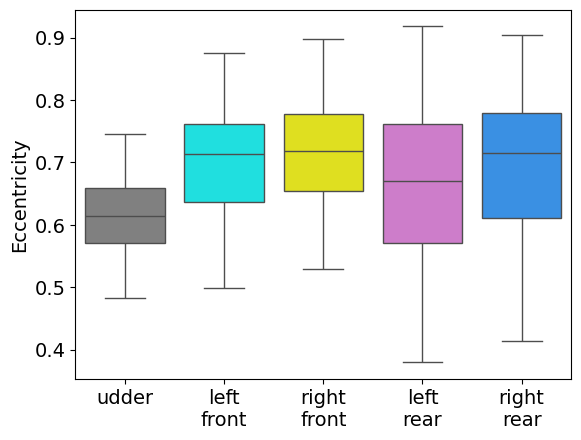 Eccentricity
0.9
0.8
0.7
0.6
0.5
0.4
udder
left
front
right
front
left
rear
right
rear